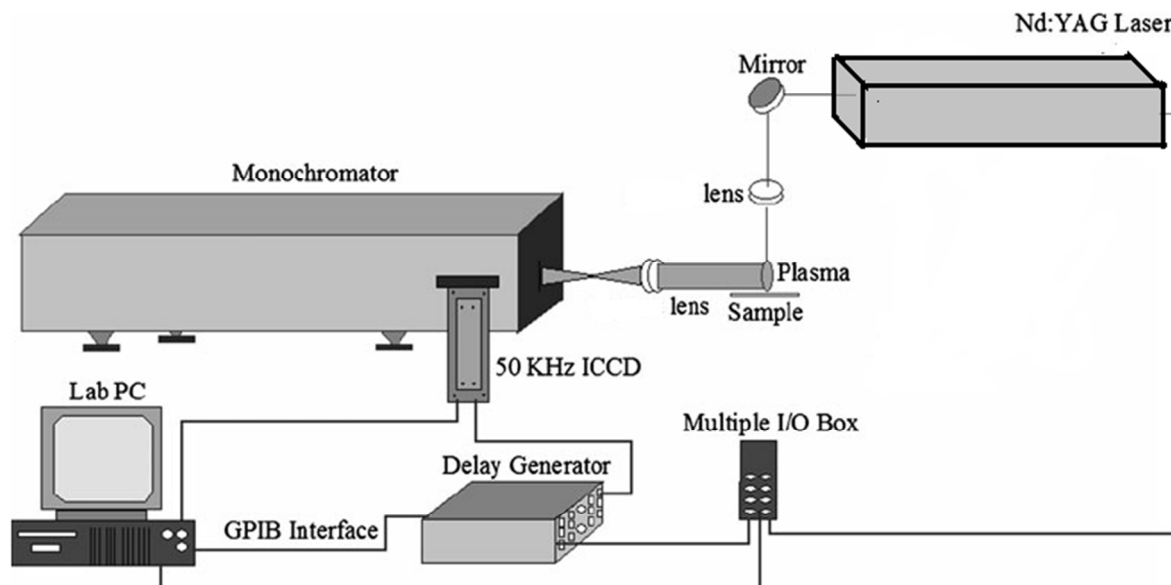 Nd:YAG Laser
Mirror
Monochromator
lens
Plasma
lens
Sample
50 KHz ICCD
Lab PC
Multiple I/O Box
Delay Generator
GPIB Interface